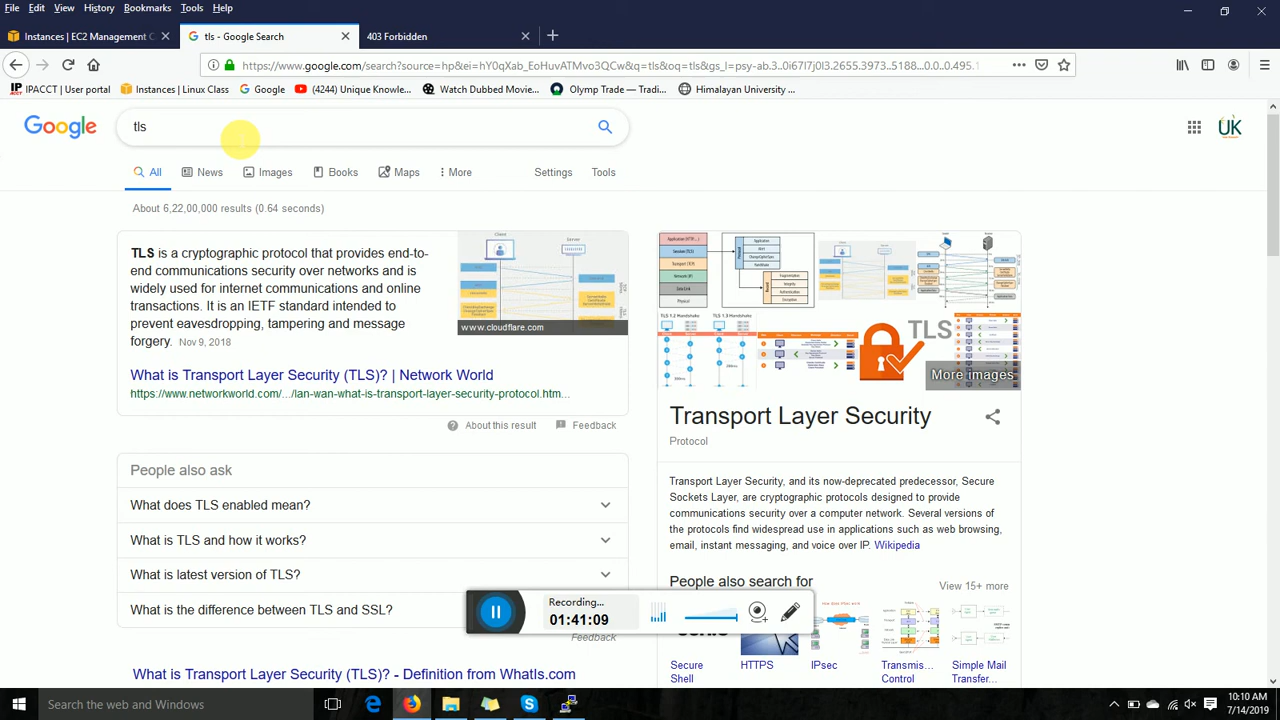 File Edit View History Bookmarks Tools Help
Instances | EC2 Management C
tls - Google Search
403 Forbidden
https://www.google.com/search?source=hp&ei=hY0qXab_EoHuvATMvo3QCw&q=tls&oq=tls&gs_l=psy-ab.3..0i67l7j0l3.2655.3973..5188...0.0..0.495.1
IPACCT | User portal
Instances | Linux Class
Google
(4244) Unique Knowle...
Watch Dubbed Movie...
Olymp Trade — Tradi...
Himalayan University ...
Google
tls
UK
All
News
Images
Books
Maps
More
Settings
Tools
About 6,22,00,000 results (0.64 seconds)
TLS is a cryptographic protocol that provides end-to-
end communications security over networks and is
widely used for internet communications and online
transactions. It is an IETF standard intended to
prevent eavesdropping, tampering and message
forgery. Nov 9, 2018
Client
Server
www.cloudflare.com
What is Transport Layer Security (TLS)? | Network World
https://www.networkworld.com/.../lan-wan-what-is-transport-layer-security-protocol.htm...
About this result
Feedback
People also ask
What does TLS enabled mean?
What is TLS and how it works?
What is latest version of TLS?
What is the difference between TLS and SSL?
Feedback
What is Transport Layer Security (TLS)? - Definition from WhatIs.com
TLS 1.2 Handshake
TLS 1.3 Handshake
TLS
More images
Transport Layer Security
Protocol
Transport Layer Security, and its now-deprecated predecessor, Secure
Sockets Layer, are cryptographic protocols designed to provide
communications security over a computer network. Several versions of
the protocols find widespread use in applications such as web browsing,
email, instant messaging, and voice over IP. Wikipedia
People also search for
View 15+ more
Secure
Shell
HTTPS
IPsec
Transmis...
Control
Simple Mail
Transfer...
Recording...
01:41:09
Search the web and Windows
10:10 AM
7/14/2019